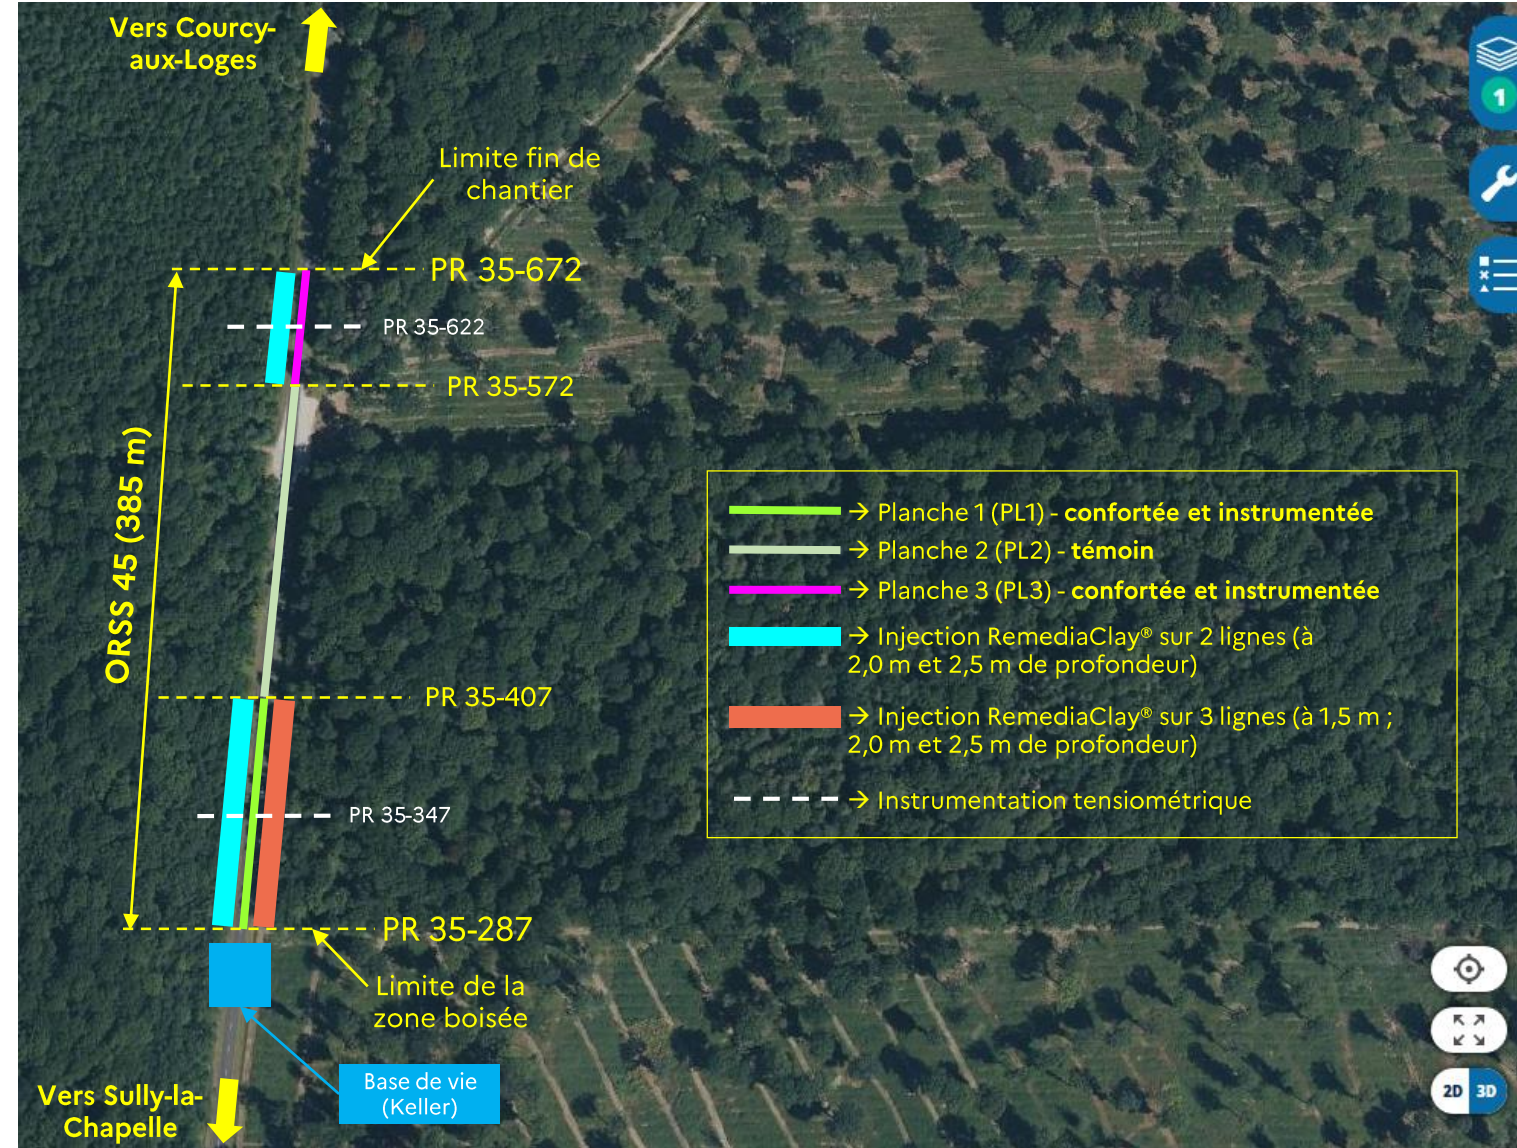 Vers Courcy-
aux-Loges
1
Limite fin de
chantier
PR 35-672
PR 35-622
PR 35-572
ORSS 45 (385 m)
→ Planche 1 (PL1) - confortée et instrumentée
→ Planche 2 (PL2) - témoin
→ Planche 3 (PL3) - confortée et instrumentée
→ Injection RemediaClay® sur 2 lignes (à
2,0 m et 2,5 m de profondeur)
→ Injection RemediaClay® sur 3 lignes (à 1,5 m ;
2,0 m et 2,5 m de profondeur)
→ Instrumentation tensiométrique
PR 35-407
PR 35-347
PR 35-287
Limite de la
zone boisée
Base de vie
(Keller)
Vers Sully-la-
Chapelle
2D 3D